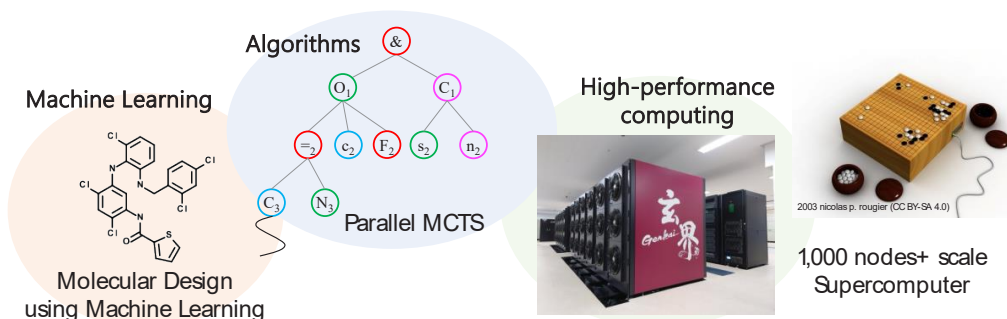 Machine Learning
Cl
Cl
N
N
Cl
Cl
Cl
N
O
S
Molecular Design
using Machine Learning
Algorithms
&
O₁
C₁
=₂
c₂
F₂
s₂
n₂
C₃
N₃
Parallel MCTS
High-performance
computing
玄界
Genkai
2003 nicolas p. rougier (CC BY-SA 4.0)
1,000 nodes+ scale
Supercomputer